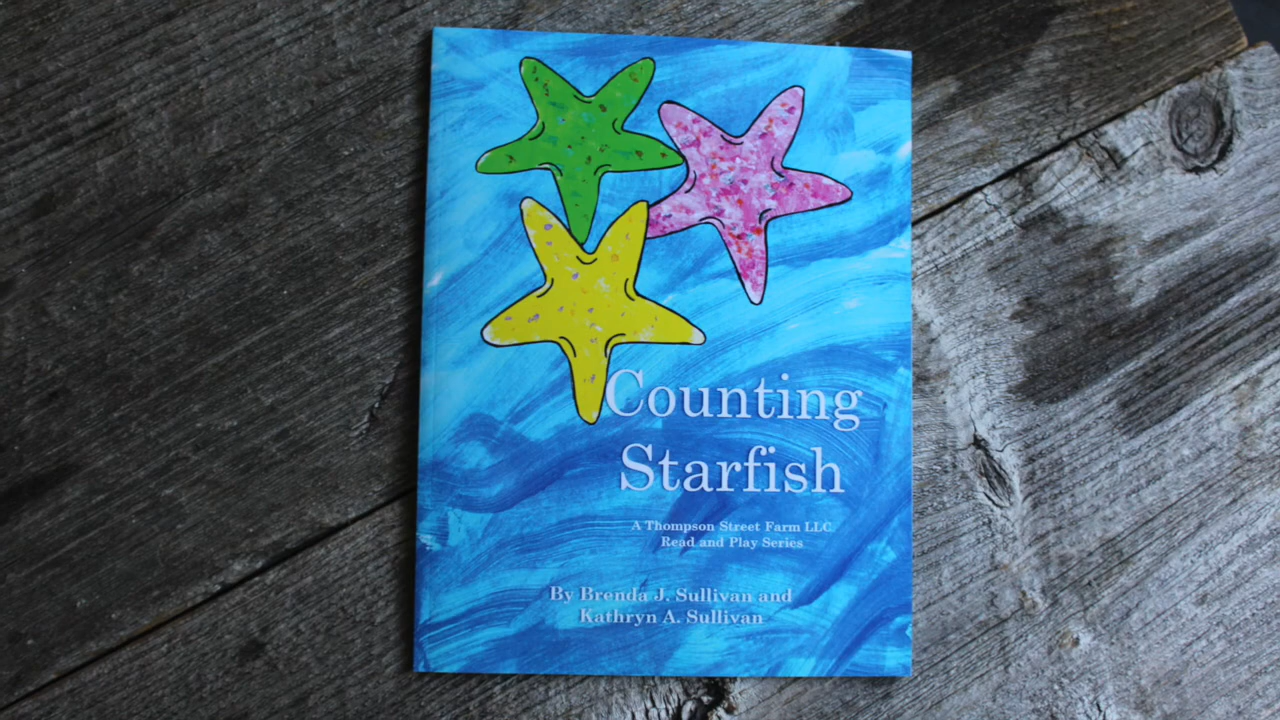 Counting
Starfish
A Thompson Street Farm LLC
Read and Play Series
By Brenda J. Sullivan and
Kathryn A. Sullivan